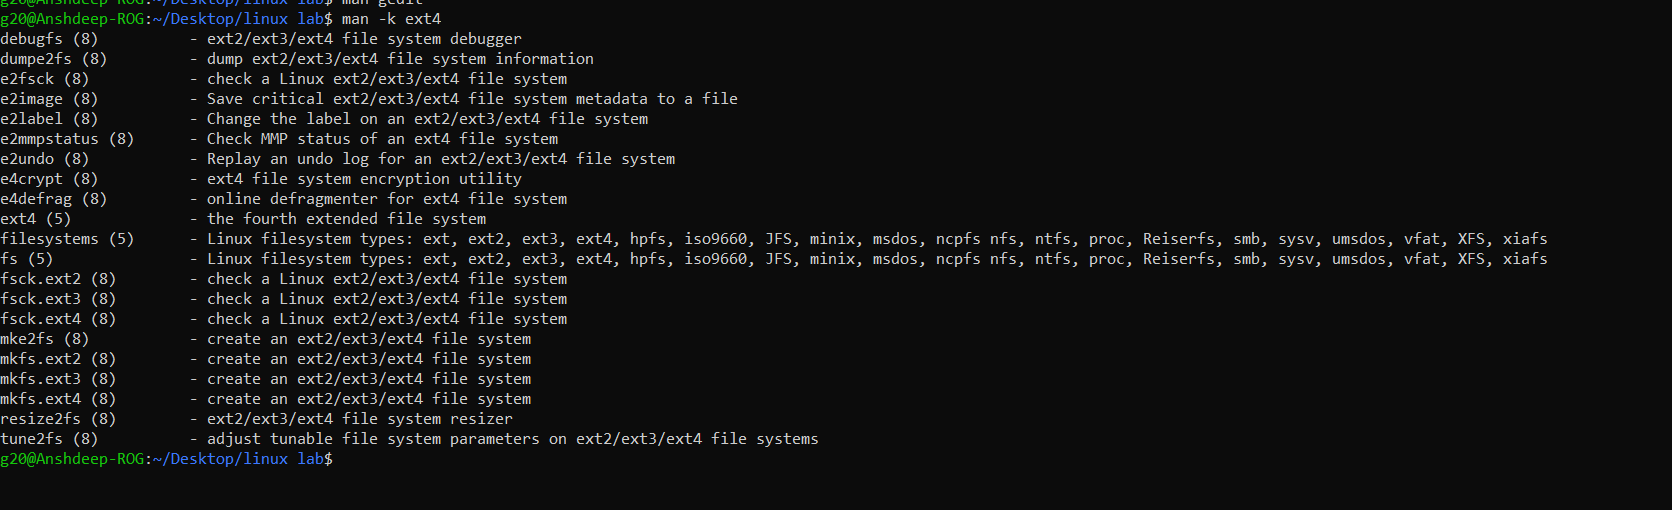 g20@Anshdeep-ROG:~/Desktop/linux lab$ man gedit
g20@Anshdeep-ROG:~/Desktop/linux lab$ man -k ext4
debugfs (8)          - ext2/ext3/ext4 file system debugger
dumpe2fs (8)         - dump ext2/ext3/ext4 file system information
e2fsck (8)           - check a Linux ext2/ext3/ext4 file system
e2image (8)          - Save critical ext2/ext3/ext4 file system metadata to a file
e2label (8)          - Change the label on an ext2/ext3/ext4 file system
e2mmpstatus (8)      - Check MMP status of an ext4 file system
e2undo (8)           - Replay an undo log for an ext2/ext3/ext4 file system
e4crypt (8)          - ext4 file system encryption utility
e4defrag (8)         - online defragmenter for ext4 file system
ext4 (5)             - the fourth extended file system
filesystems (5)      - Linux filesystem types: ext, ext2, ext3, ext4, hpfs, iso9660, JFS, minix, msdos, ncpfs nfs, ntfs, proc, Reiserfs, smb, sysv, umsdos, vfat, XFS, xiafs
fs (5)               - Linux filesystem types: ext, ext2, ext3, ext4, hpfs, iso9660, JFS, minix, msdos, ncpfs nfs, ntfs, proc, Reiserfs, smb, sysv, umsdos, vfat, XFS, xiafs
fsck.ext2 (8)        - check a Linux ext2/ext3/ext4 file system
fsck.ext3 (8)        - check a Linux ext2/ext3/ext4 file system
fsck.ext4 (8)        - check a Linux ext2/ext3/ext4 file system
mke2fs (8)           - create an ext2/ext3/ext4 file system
mkfs.ext2 (8)        - create an ext2/ext3/ext4 file system
mkfs.ext3 (8)        - create an ext2/ext3/ext4 file system
mkfs.ext4 (8)        - create an ext2/ext3/ext4 file system
resize2fs (8)        - ext2/ext3/ext4 file system resizer
tune2fs (8)          - adjust tunable file system parameters on ext2/ext3/ext4 file systems
g20@Anshdeep-ROG:~/Desktop/linux lab$